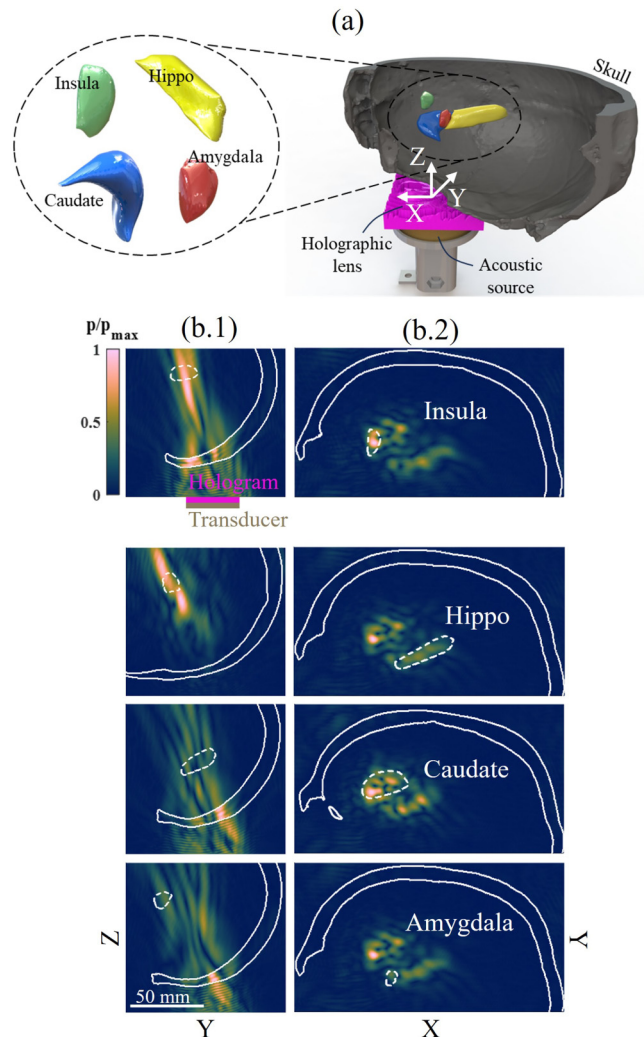 (a)
Insula
Hippo
Caudate
Amygdala
Skull
Z
X
Y
Holographic
lens
Acoustic
source
p/pmax
(b.1)
(b.2)
1
0.5
0
Insula
Hologram
Transducer
Hippo
Caudate
Amygdala
Z
50 mm
Y
Y
X